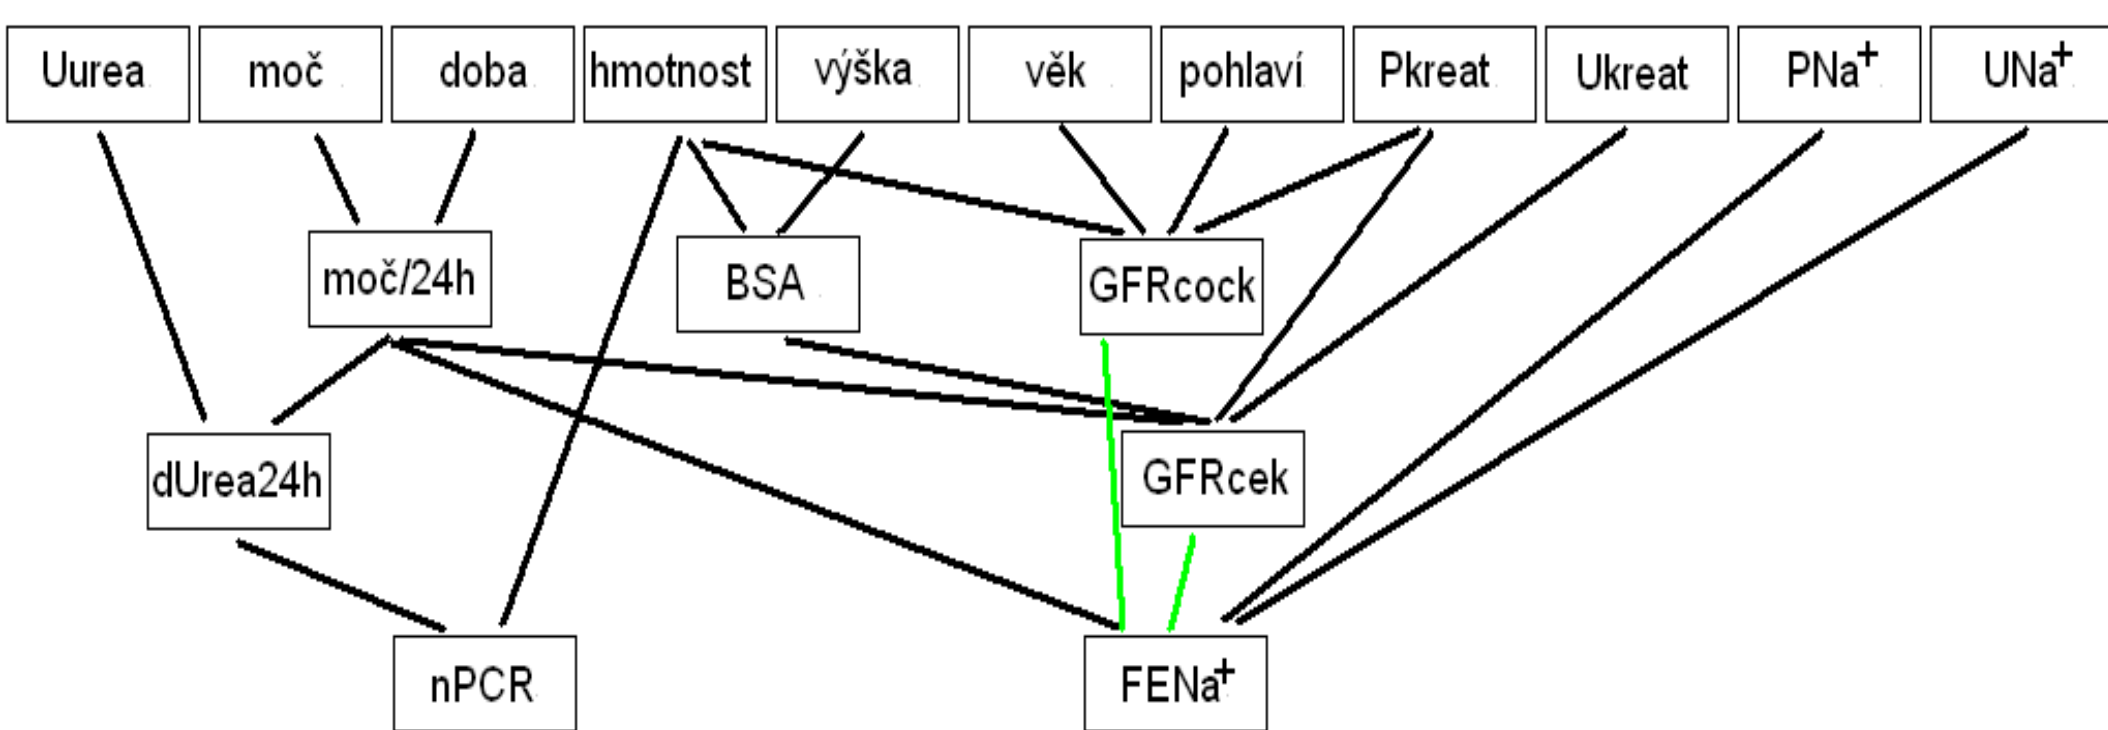 Uurea moč doba hmotnost výška věk pohlaví Pkreat Ukreat PNa⁺ UNa⁺
moč/24h BSA GFRcock
dUrea24h GFRcek
nPCR FENa⁺